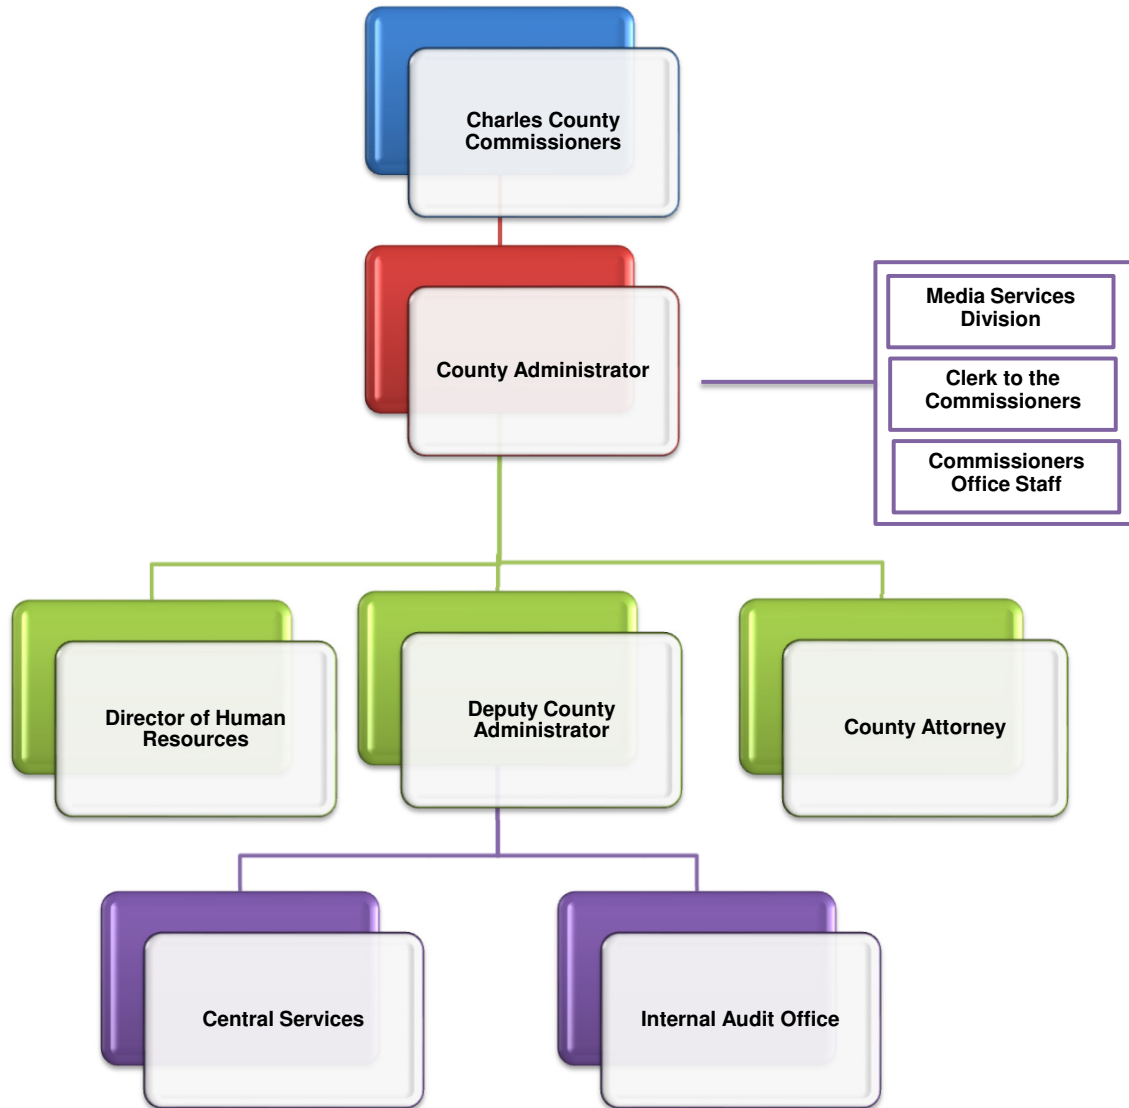 Charles County
Commissioners
County Administrator
Media Services
Division
Clerk to the
Commissioners
Commissioners
Office Staff
Director of Human
Resources
Deputy County
Administrator
County Attorney
Central Services
Internal Audit Office